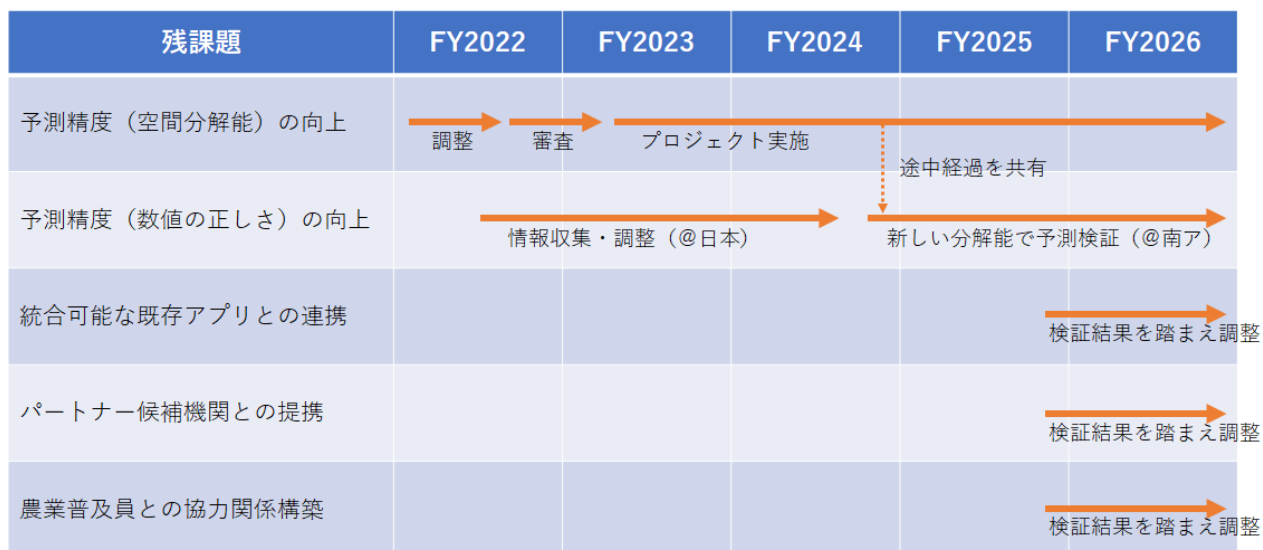 残課題 FY2022 FY2023 FY2024 FY2025 FY2026
予測精度（空間分解能）の向上
調整 審査 プロジェクト実施
途中経過を共有
予測精度（数値の正しさ）の向上
情報収集・調整（@日本） 新しい分解能で予測検証（@南ア）
統合可能な既存アプリとの連携
検証結果を踏まえ調整
パートナー候補機関との提携
検証結果を踏まえ調整
農業普及員との協力関係構築
検証結果を踏まえ調整